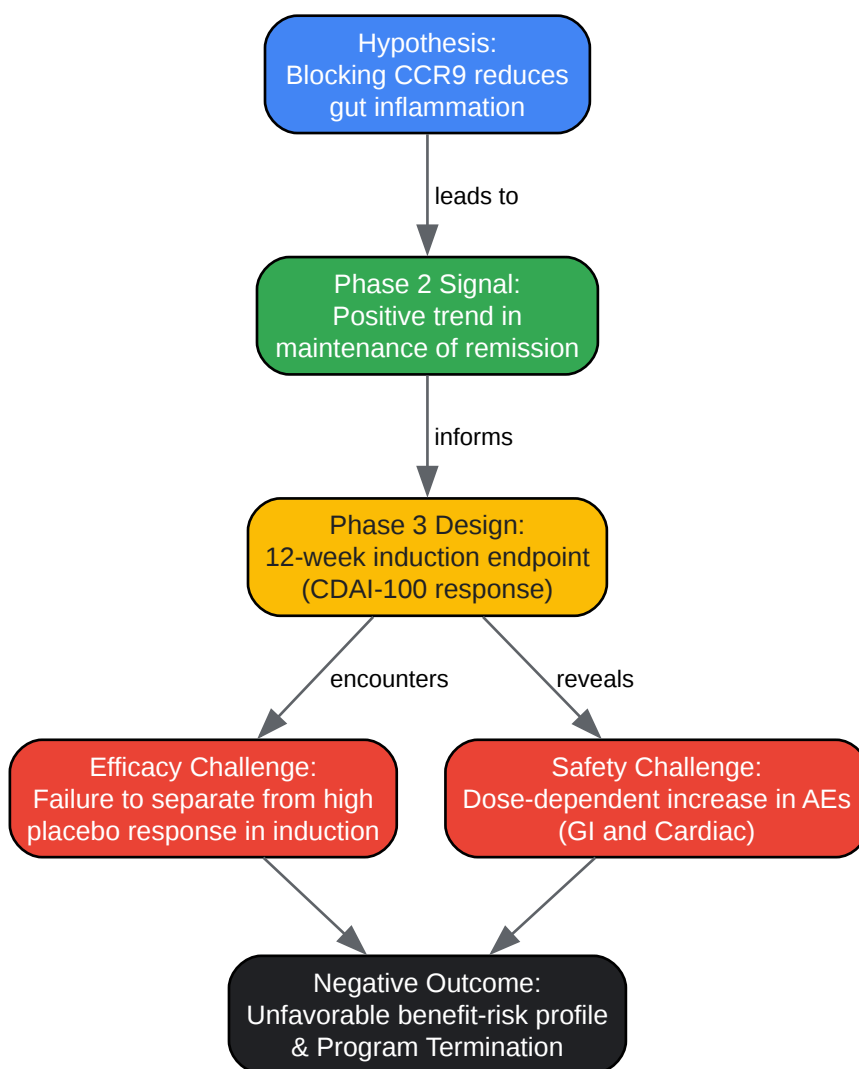 Hypothesis:
Blocking CCR9 reduces
gut inflammation
leads to
Phase 2 Signal:
Positive trend in
maintenance of remission
informs
Phase 3 Design:
12-week induction endpoint
(CDAI-100 response)
encounters
reveals
Efficacy Challenge:
Failure to separate from high
placebo response in induction
Safety Challenge:
Dose-dependent increase in AEs
(GI and Cardiac)
Negative Outcome:
Unfavorable benefit-risk profile
& Program Termination